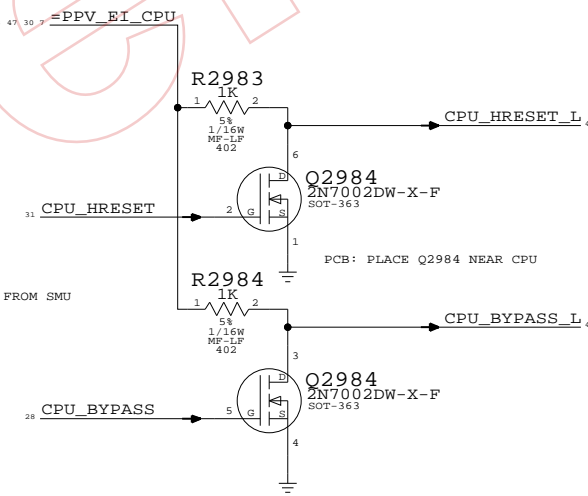 47 30 7 =PPV_EI_CPU
R2983
1K
1 2
5%
1/16W
MF-LF
402
CPU_HRESET_L
6
D
Q2984
2N7002DW-X-F
SOT-363
31 CPU_HRESET 2 G S
1
PCB: PLACE Q2984 NEAR CPU
R2984
FROM SMU
1K
1 2
5%
1/16W
MF-LF
402
CPU_BYPASS_L
3
D
Q2984
2N7002DW-X-F
SOT-363
28 CPU_BYPASS 5 G S
4